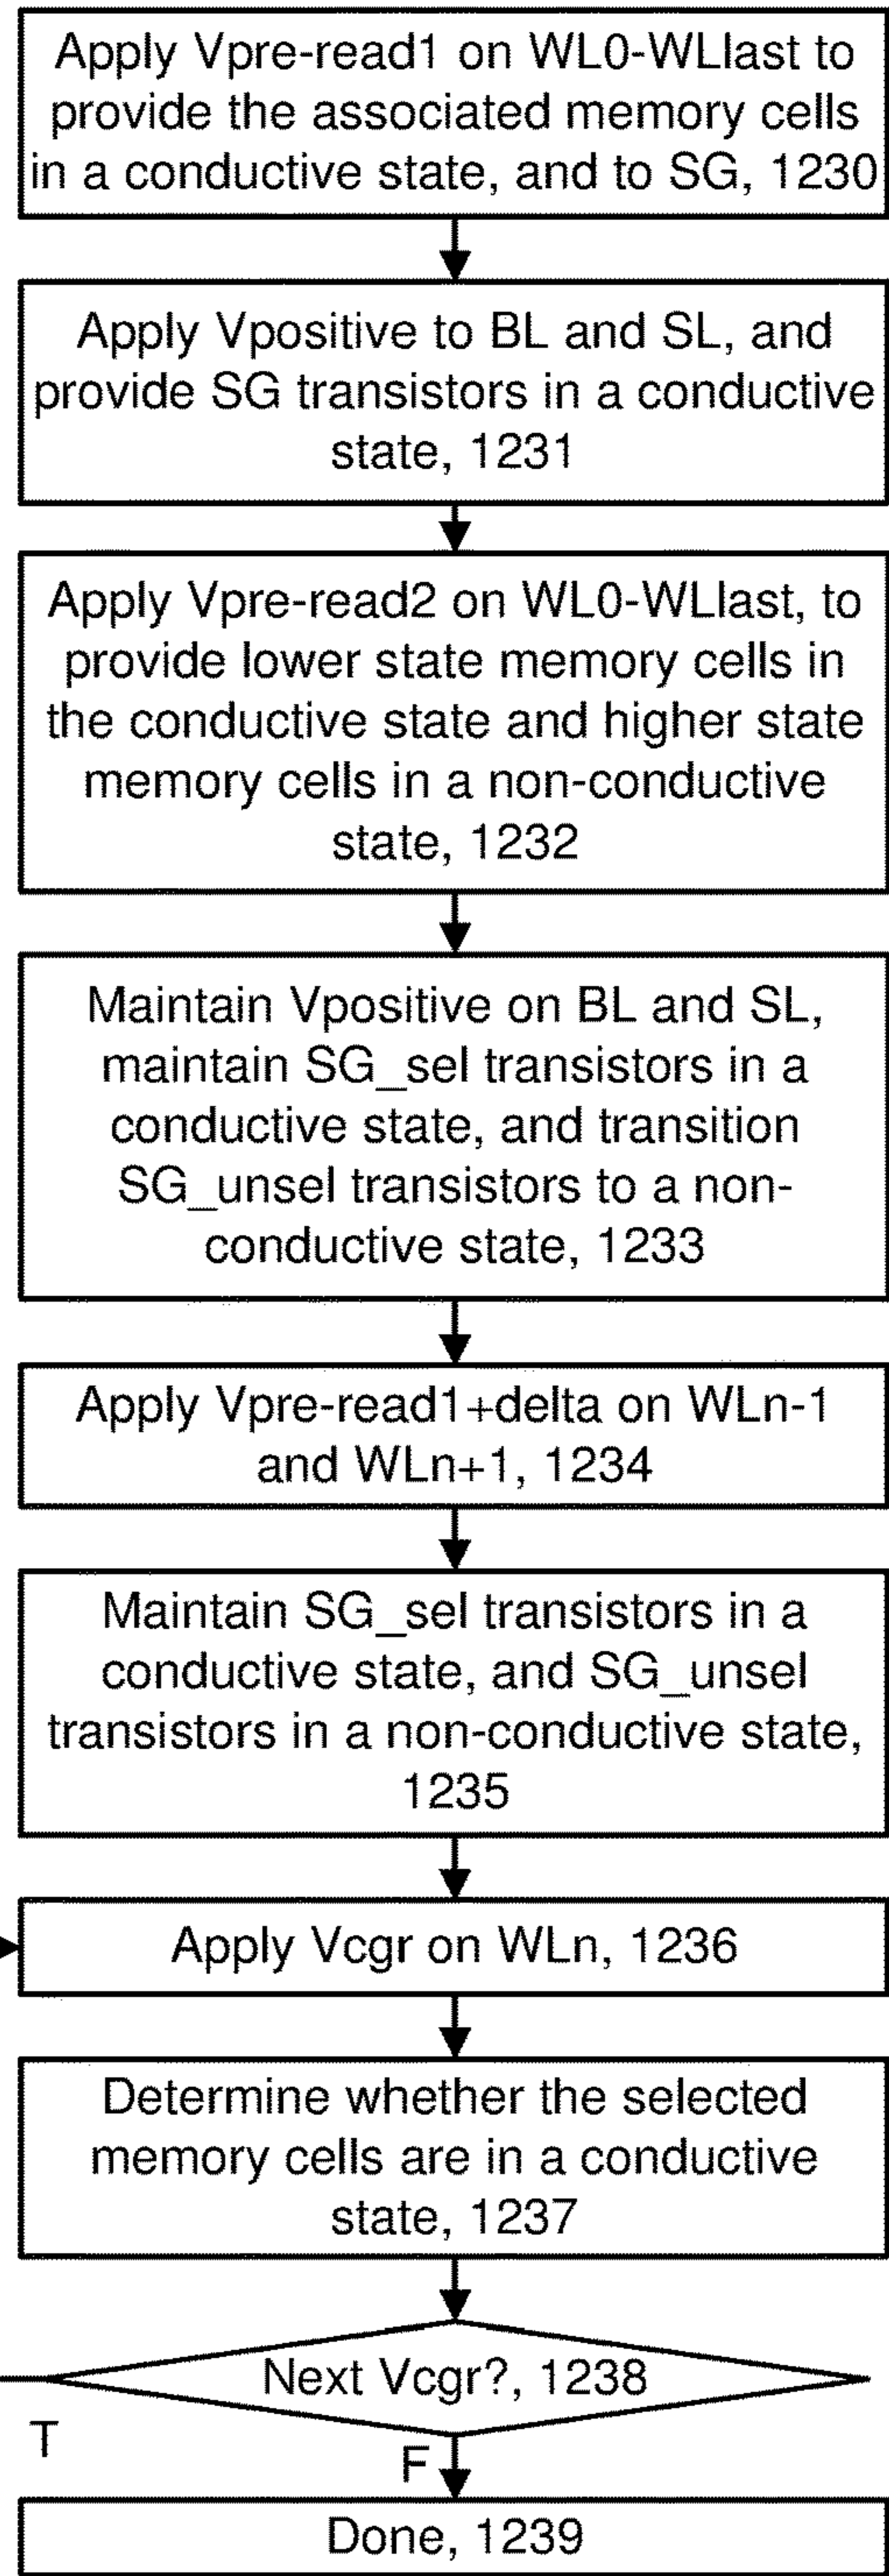 Apply Vpre-read1 on WL0-WLlast to
provide the associated memory cells
in a conductive state, and to SG, 1230
Apply Vpositive to BL and SL, and
provide SG transistors in a conductive
state, 1231
Apply Vpre-read2 on WL0-WLlast, to
provide lower state memory cells in
the conductive state and higher state
memory cells in a non-conductive
state, 1232
Maintain Vpositive on BL and SL,
maintain SG_sel transistors in a
conductive state, and transition
SG_unsel transistors to a non-
conductive state, 1233
Apply Vpre-read1+delta on WLn-1
and WLn+1, 1234
Maintain SG_sel transistors in a
conductive state, and SG_unsel
transistors in a non-conductive state,
1235
Apply Vcgr on WLn, 1236
Determine whether the selected
memory cells are in a conductive
state, 1237
Next Vcgr?, 1238
T
F
Done, 1239